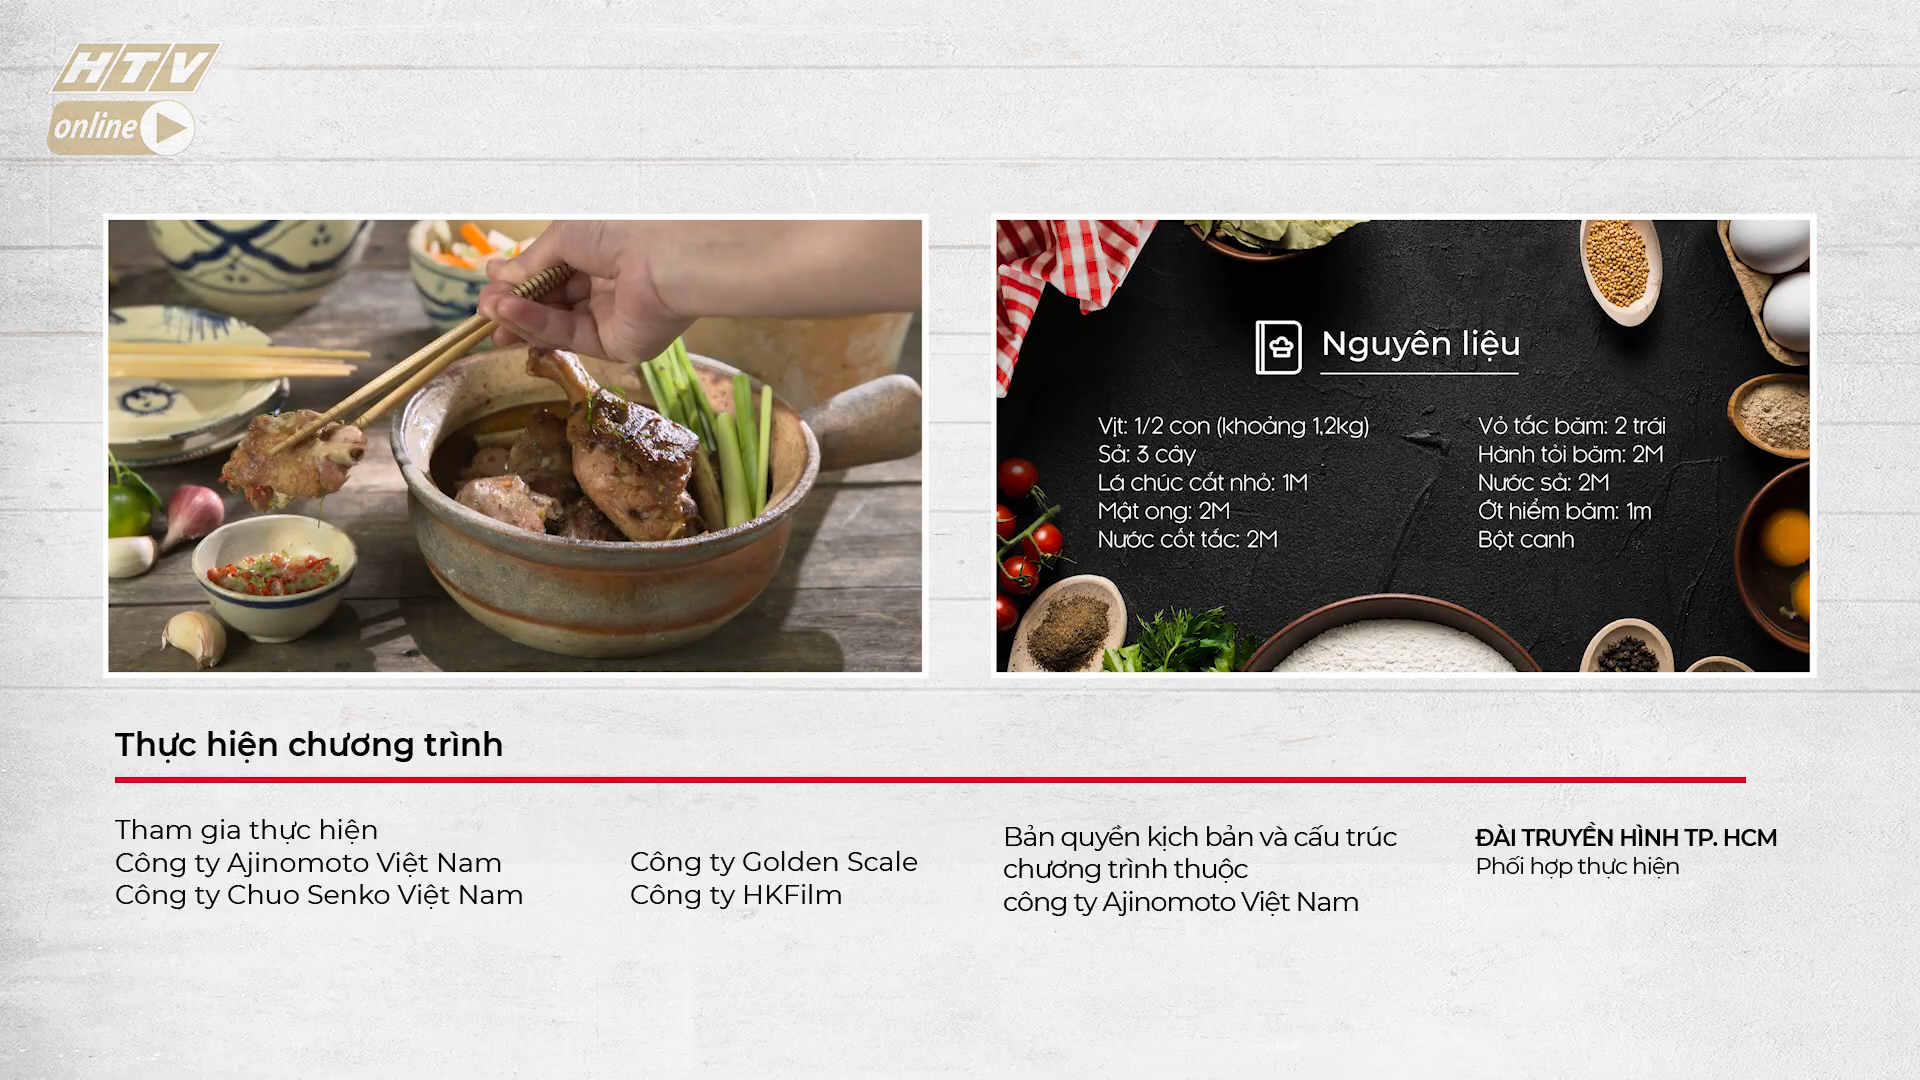 HTV
online
Nguyên liệu
Vịt: 1/2 con (khoảng 1,2kg)
Sả: 3 cây
Lá chúc cắt nhỏ: 1M
Mật ong: 2M
Nước cốt tắc: 2M
Vỏ tắc băm: 2 trái
Hành tỏi băm: 2M
Nước sả: 2M
Ớt hiểm băm: 1m
Bột canh
Thực hiện chương trình
Tham gia thực hiện
Công ty Ajinomoto Việt Nam
Công ty Chuo Senko Việt Nam
Công ty Golden Scale
Công ty HKFilm
Bản quyền kịch bản và cấu trúc
chương trình thuộc
công ty Ajinomoto Việt Nam
ĐÀI TRUYỀN HÌNH TP. HCM
Phối hợp thực hiện